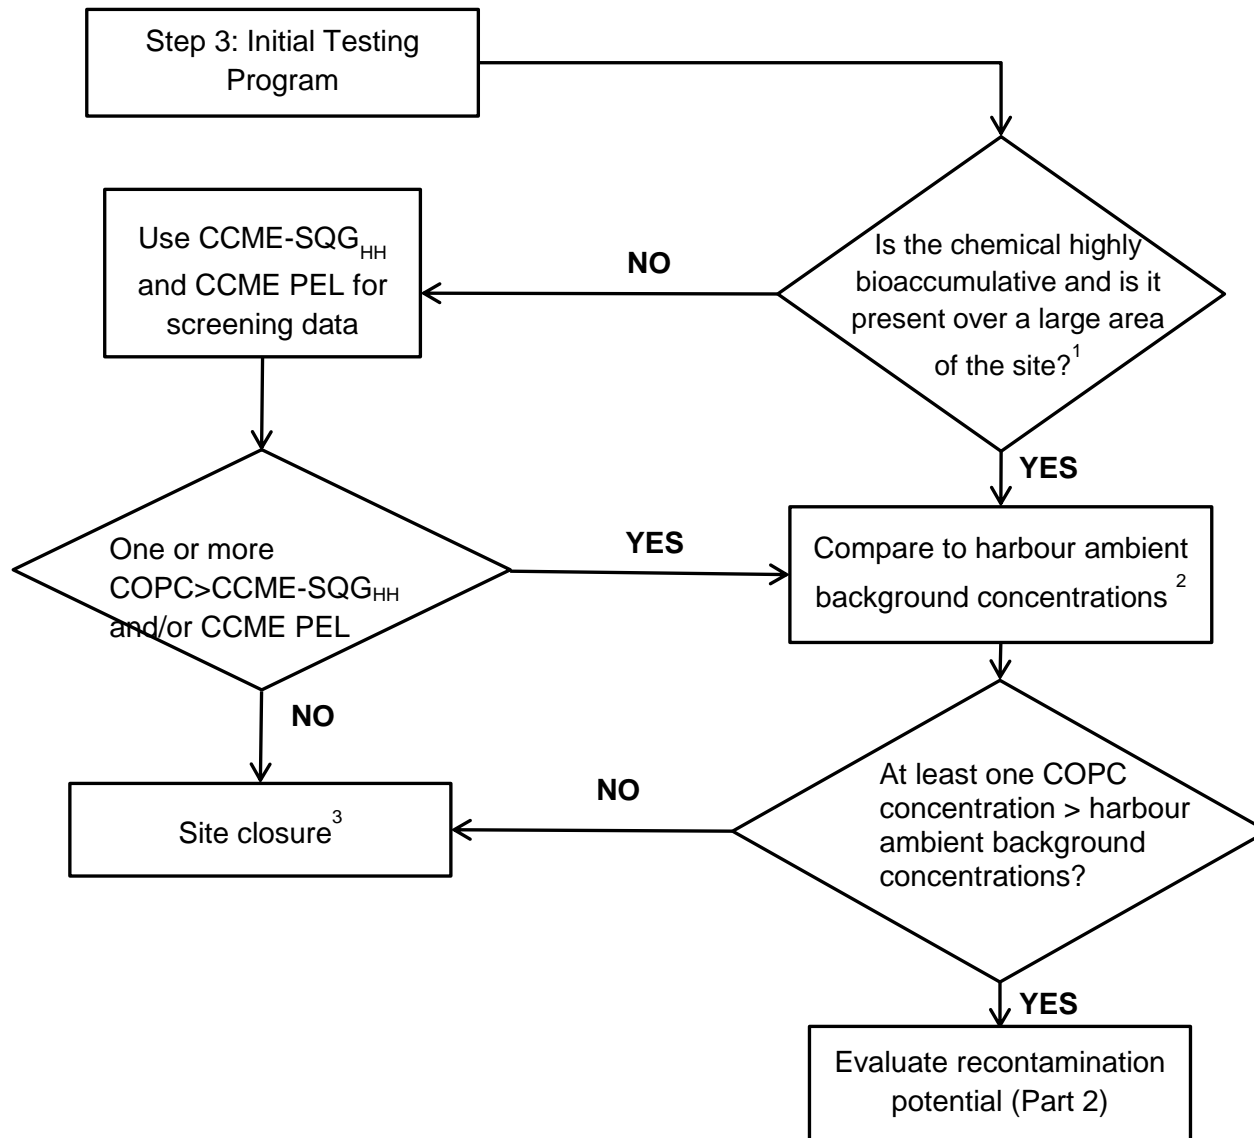 Step 3: Initial Testing
Program
Is the chemical highly
bioaccumulative and is it
present over a large area
of the site?1
NO
Use CCME-SQGHH
and CCME PEL for
screening data
YES
One or more
COPC>CCME-SQGHH
and/or CCME PEL
YES
Compare to harbour ambient
background concentrations 2
NO
Site closure3
NO
At least one COPC
concentration > harbour
ambient background
concentrations?
YES
Evaluate recontamination
potential (Part 2)